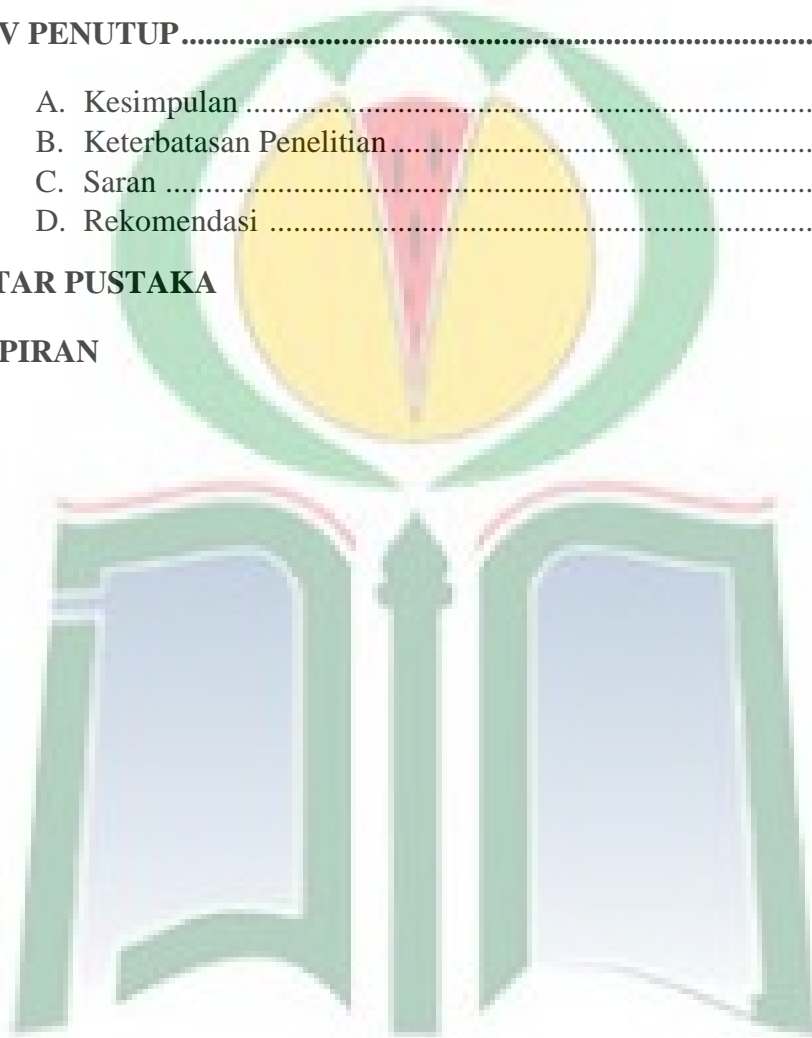 V PENUTUP........................................................................
A. Kesimpulan ........................................................................
B. Keterbatasan Penelitian........................................................
C. Saran ..................................................................................
D. Rekomendasi .....................................................................
TAR PUSTAKA
PIRAN